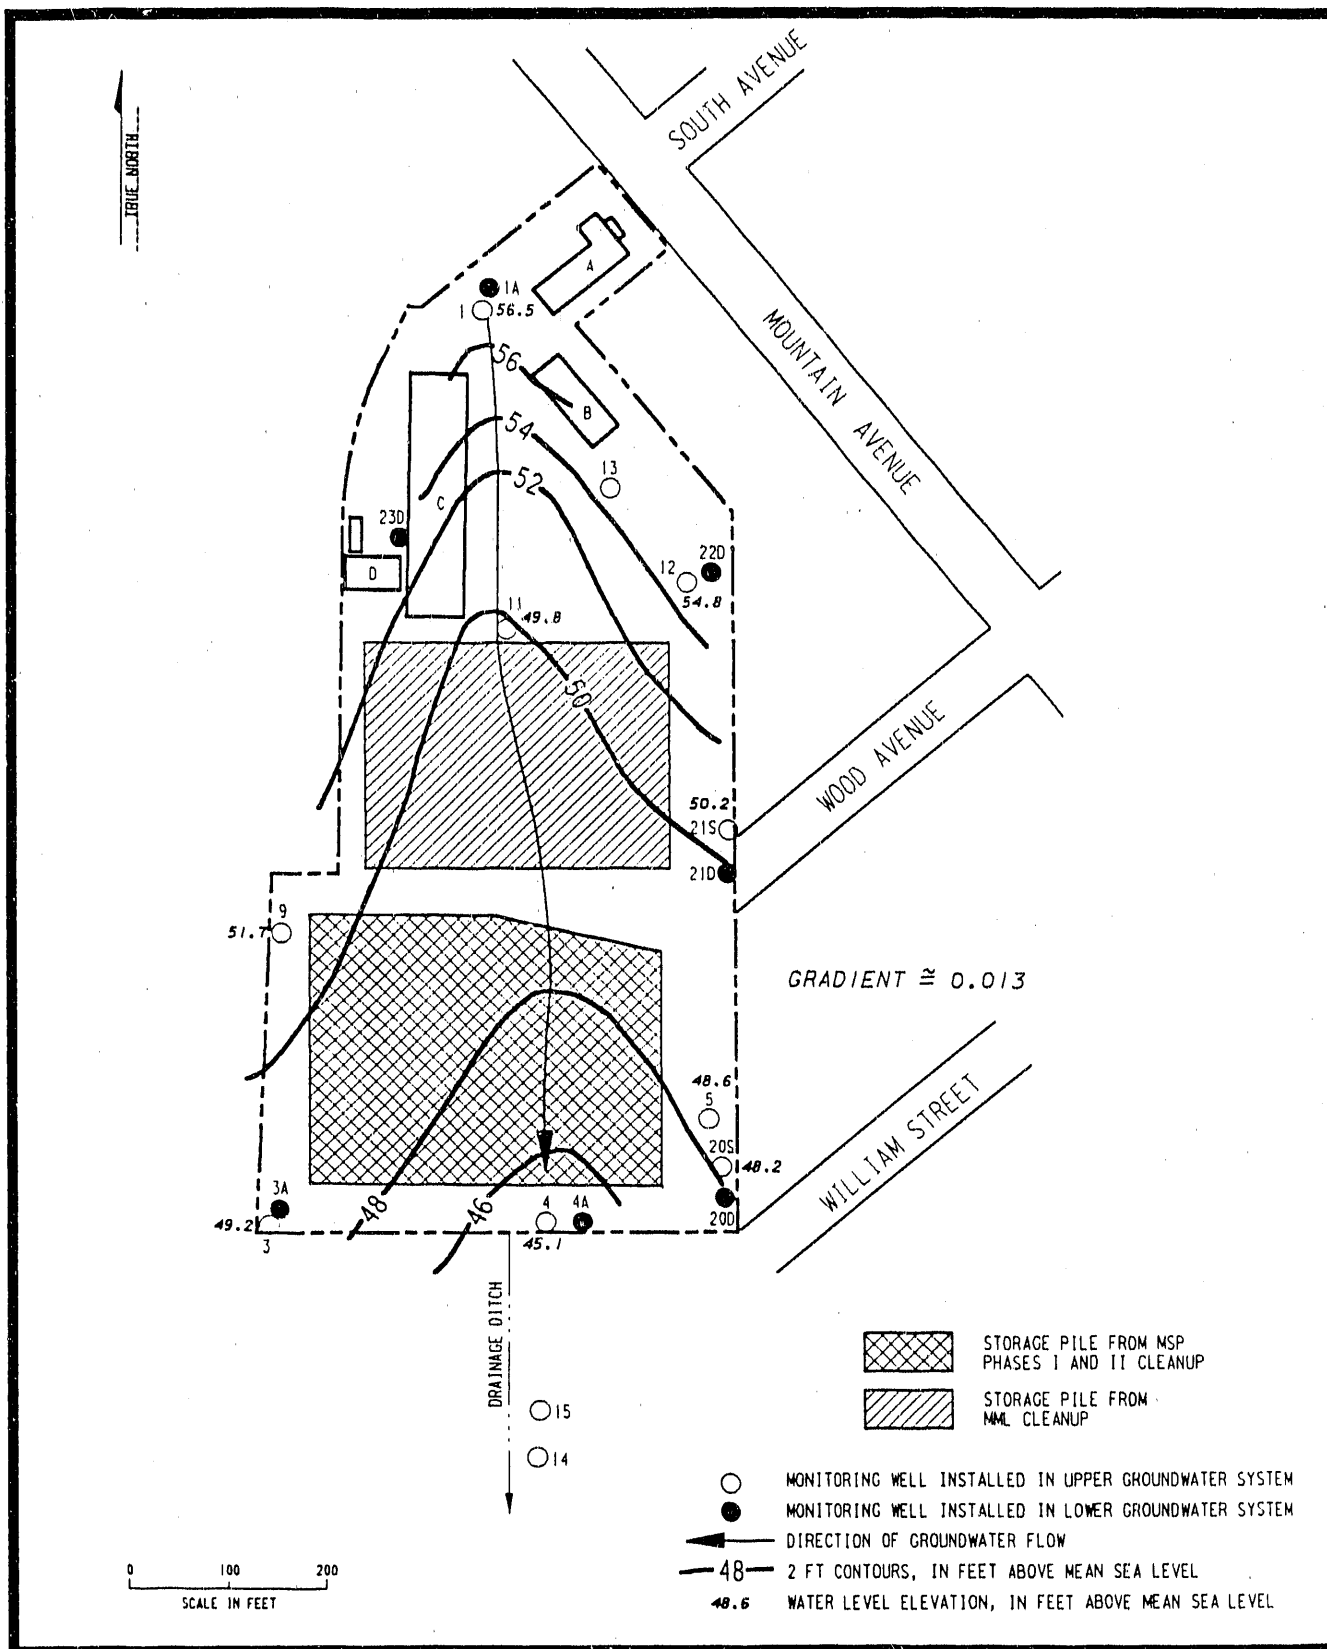 SOUTH AVENUE
TRUE NORTH
A
1A
1
56.5
MOUNTAIN AVENUE
56
B
54
13
52
C
23D
22D
12
D
54.8
11
49.8
50
WOOD AVENUE
50.2
21S
21D
9
51.7
GRADIENT ≅ 0.013
48.6
5
20S
48.2
WILLIAM STREET
3A
48
46
4
4A
20D
49.2
3
45.1
DRAINAGE DITCH
15
14
STORAGE PILE FROM MSP
PHASES I AND II CLEANUP
STORAGE PILE FROM
MML CLEANUP
MONITORING WELL INSTALLED IN UPPER GROUNDWATER SYSTEM
MONITORING WELL INSTALLED IN LOWER GROUNDWATER SYSTEM
DIRECTION OF GROUNDWATER FLOW
48 2 FT CONTOURS, IN FEET ABOVE MEAN SEA LEVEL
48.6 WATER LEVEL ELEVATION, IN FEET ABOVE MEAN SEA LEVEL
0 100 200
SCALE IN FEET